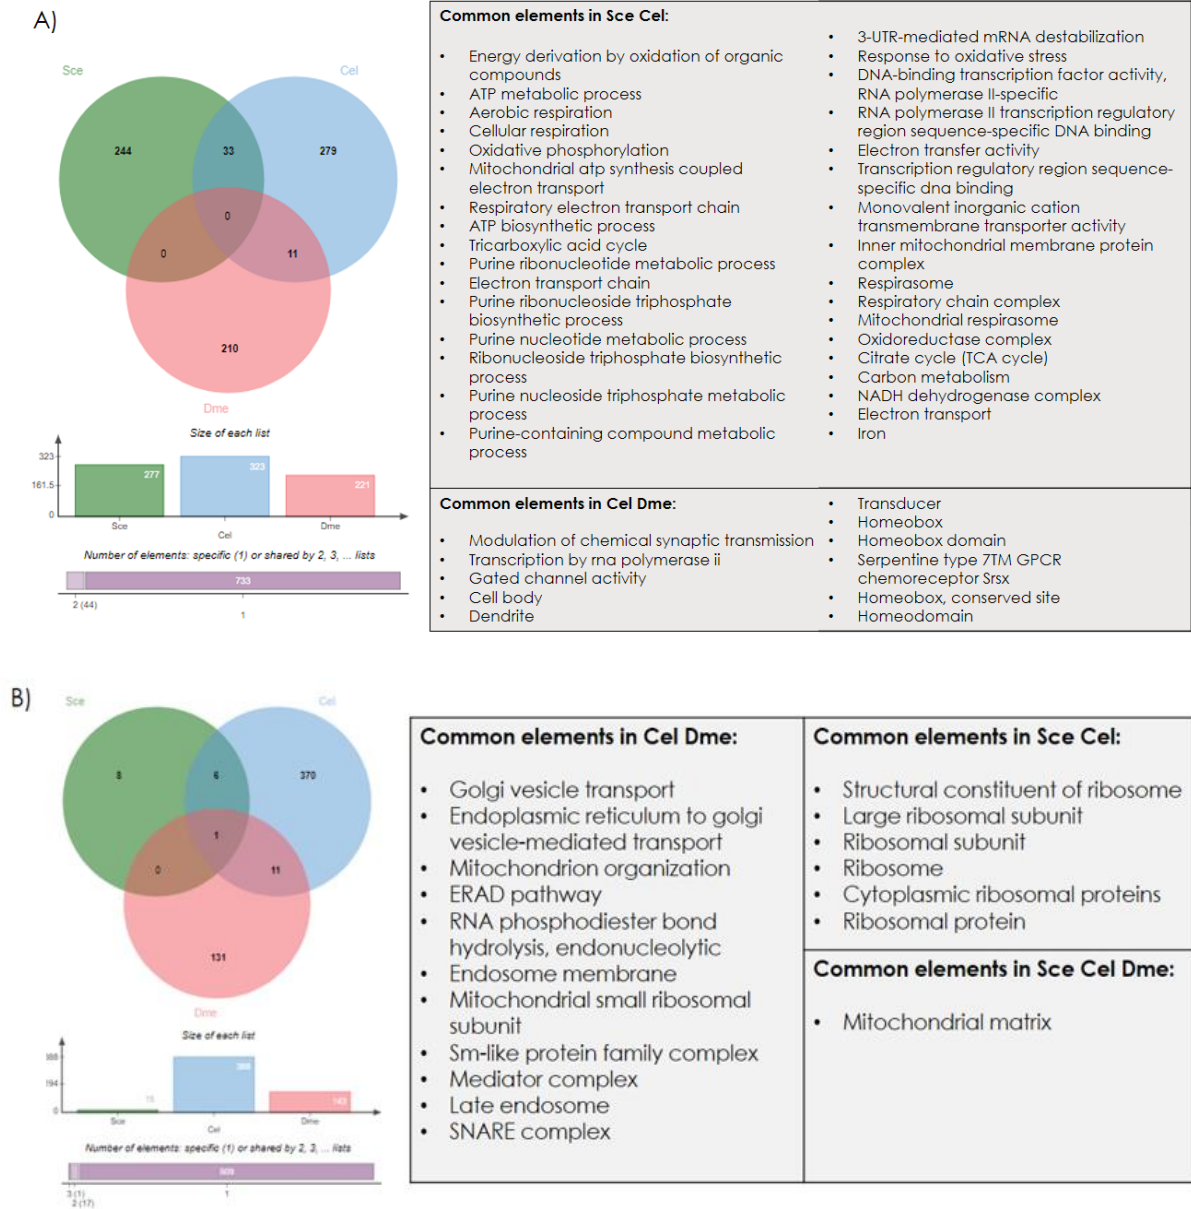 A)
Sce
Cel
244
33
279
0
0
11
210
Dme
Size of each list
323
161.5
0
277
323
221
Sce
Cel
Dme
Number of elements: specific (1) or shared by 2, 3, ... lists
733
2 (44)
1
Common elements in Sce Cel:
• Energy derivation by oxidation of organic
compounds
• ATP metabolic process
• Aerobic respiration
• Cellular respiration
• Oxidative phosphorylation
• Mitochondrial atp synthesis coupled
electron transport
• Respiratory electron transport chain
• ATP biosynthetic process
• Tricarboxylic acid cycle
• Purine ribonucleotide metabolic process
• Electron transport chain
• Purine ribonucleoside triphosphate
biosynthetic process
• Purine nucleotide metabolic process
• Ribonucleoside triphosphate biosynthetic
process
• Purine nucleoside triphosphate metabolic
process
• Purine-containing compound metabolic
process
• 3-UTR-mediated mRNA destabilization
• Response to oxidative stress
• DNA-binding transcription factor activity,
RNA polymerase II-specific
• RNA polymerase II transcription regulatory
region sequence-specific DNA binding
• Electron transfer activity
• Transcription regulatory region sequence-
specific dna binding
• Monovalent inorganic cation
transmembrane transporter activity
• Inner mitochondrial membrane protein
complex
• Respirasome
• Respiratory chain complex
• Mitochondrial respirasome
• Oxidoreductase complex
• Citrate cycle (TCA cycle)
• Carbon metabolism
• NADH dehydrogenase complex
• Electron transport
• Iron
Common elements in Cel Dme:
• Modulation of chemical synaptic transmission
• Transcription by rna polymerase ii
• Gated channel activity
• Cell body
• Dendrite
• Transducer
• Homeobox
• Homeobox domain
• Serpentine type 7TM GPCR
chemoreceptor Srsx
• Homeobox, conserved site
• Homeodomain
B)
Sce
Cel
8
6
370
1
0
11
131
Dme
Size of each list
388
194
0
15
388
143
Sce
Cel
Dme
Number of elements: specific (1) or shared by 2, 3, ... lists
509
3 (1)
2 (17)
1
Common elements in Cel Dme:
• Golgi vesicle transport
• Endoplasmic reticulum to golgi
vesicle-mediated transport
• Mitochondrion organization
• ERAD pathway
• RNA phosphodiester bond
hydrolysis, endonucleolytic
• Endosome membrane
• Mitochondrial small ribosomal
subunit
• Sm-like protein family complex
• Mediator complex
• Late endosome
• SNARE complex
Common elements in Sce Cel:
• Structural constituent of ribosome
• Large ribosomal subunit
• Ribosomal subunit
• Ribosome
• Cytoplasmic ribosomal proteins
• Ribosomal protein
Common elements in Sce Cel Dme:
• Mitochondrial matrix